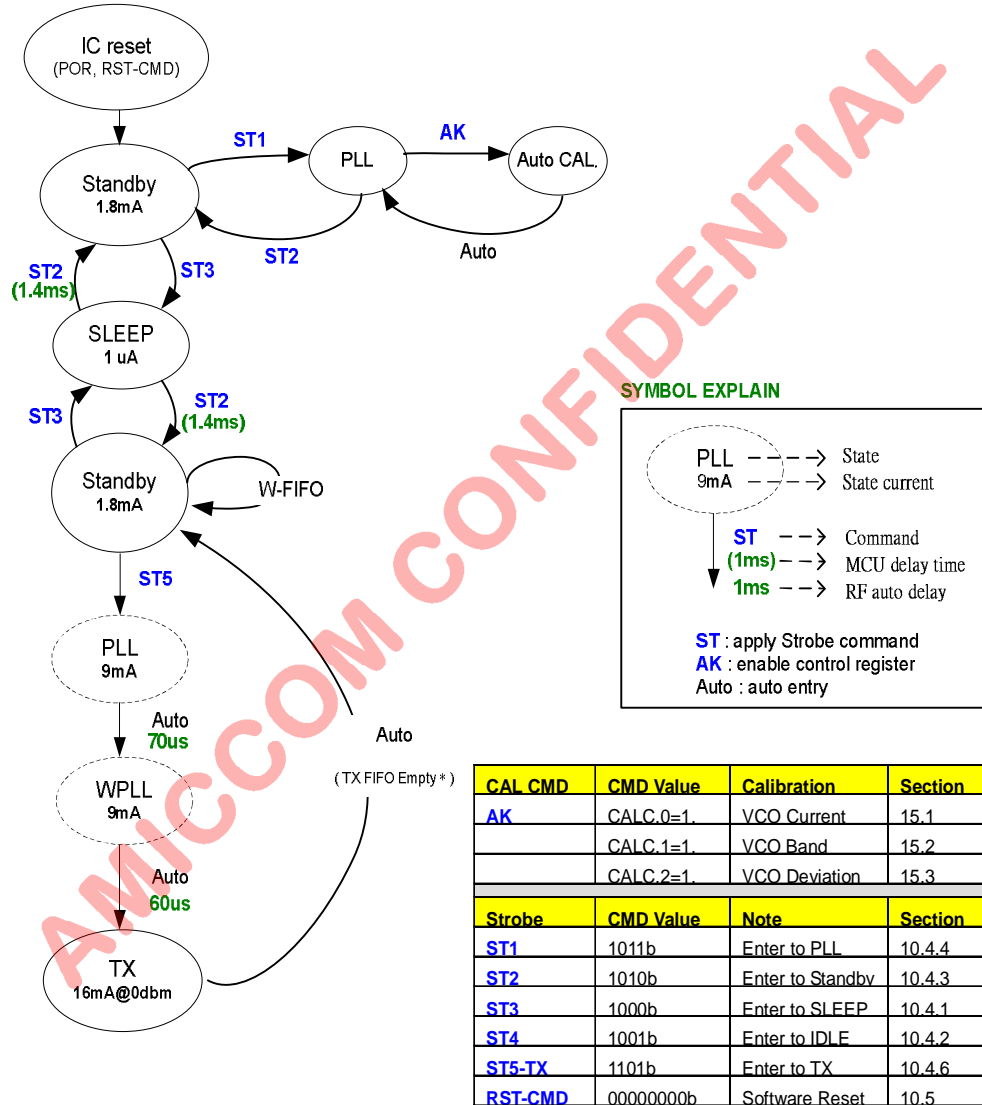 IC reset
(POR, RST-CMD)
ST1
PLL
AK
Auto CAL.
Standby
1.8mA
ST2
Auto
ST2
(1.4ms)
ST3
SLEEP
1 uA
ST3
ST2
(1.4ms)
Standby
1.8mA
W-FIFO
ST5
PLL
9mA
Auto
70us
WPLL
9mA
Auto
60us
TX
16mA@0dbm
Auto
( TX FIFO Empty * )
SYMBOL EXPLAIN
PLL State
9mA State current
ST Command
(1ms) MCU delay time
1ms RF auto delay
ST : apply Strobe command
AK : enable control register
Auto : auto entry
CAL CMD CMD Value Calibration Section
AK CALC.0=1. VCO Current 15.1
CALC.1=1. VCO Band 15.2
CALC.2=1. VCO Deviation 15.3
Strobe CMD Value Note Section
ST1 1011b Enter to PLL 10.4.4
ST2 1010b Enter to Standby 10.4.3
ST3 1000b Enter to SLEEP 10.4.1
ST4 1001b Enter to IDLE 10.4.2
ST5-TX 1101b Enter to TX 10.4.6
RST-CMD 00000000b Software Reset 10.5
AMICCOM CONFIDENTIAL